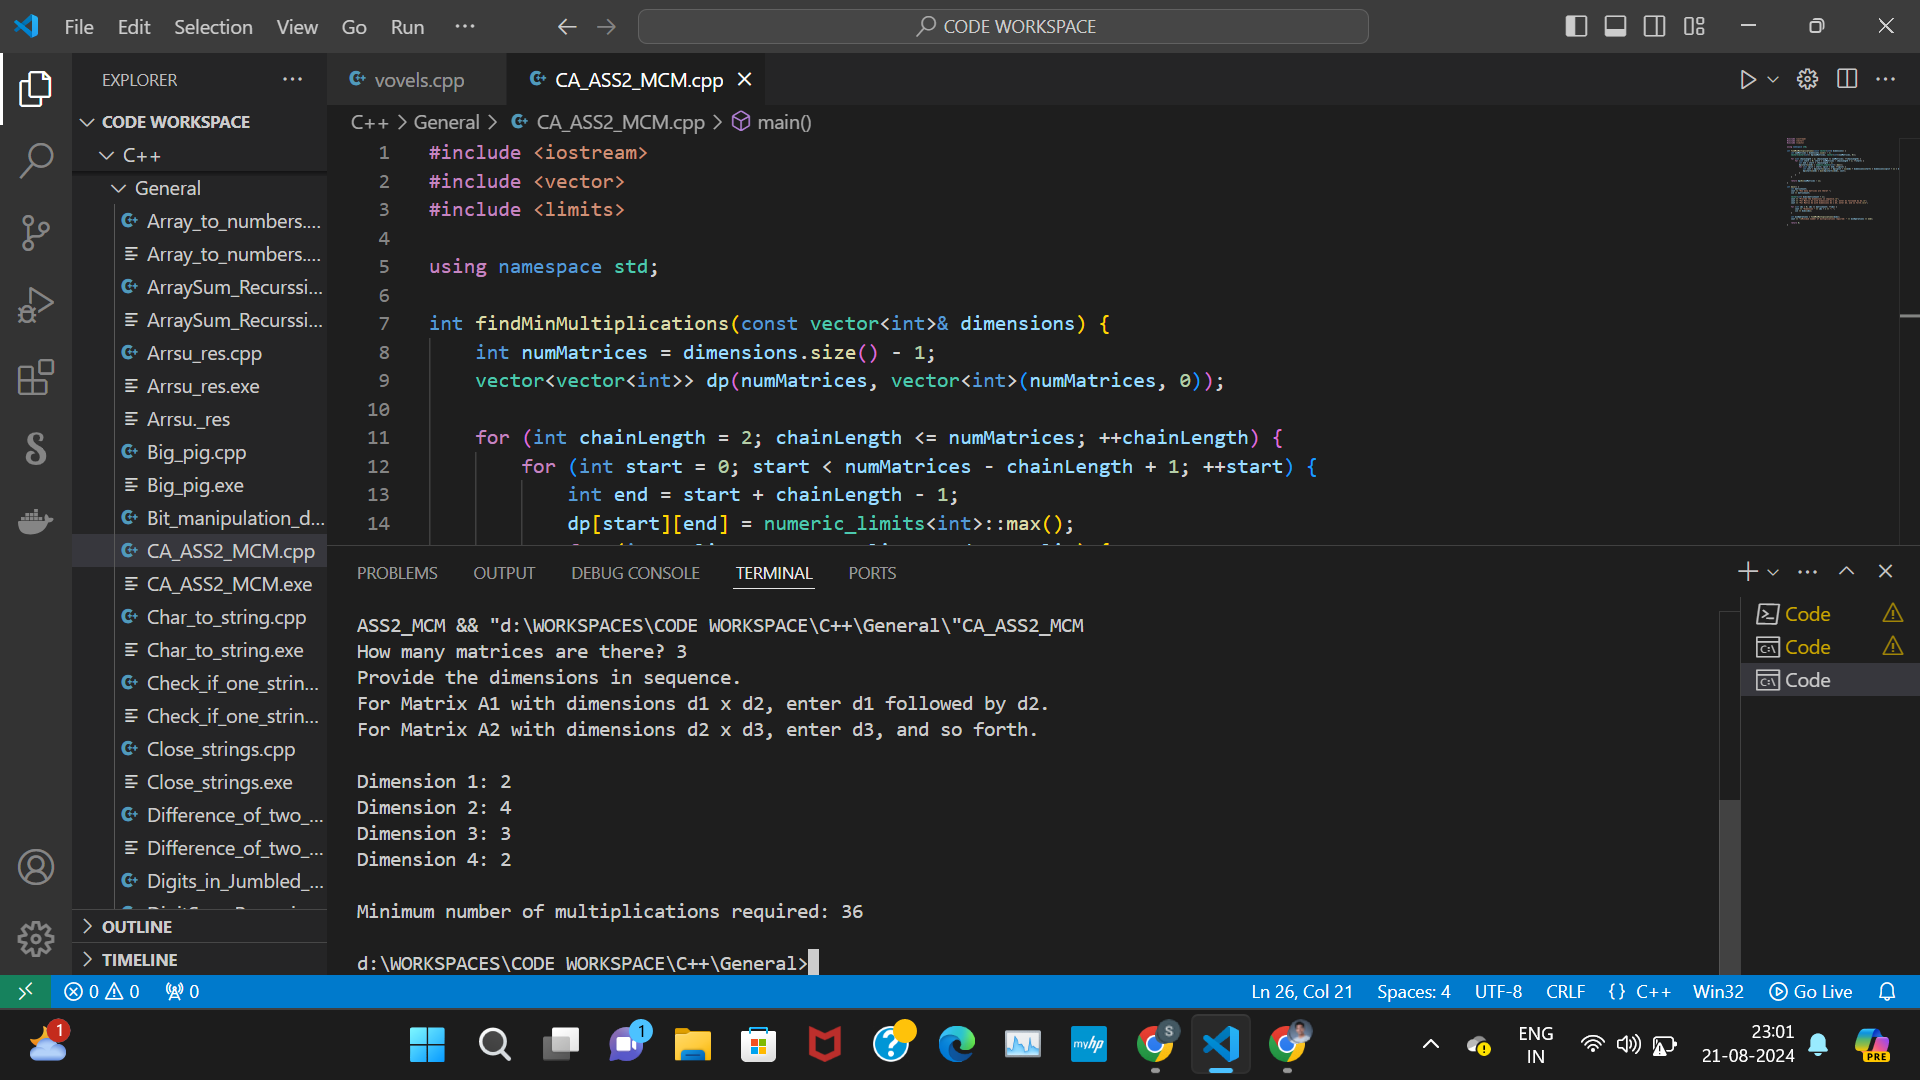 File Edit Selection View Go Run ···
CODE WORKSPACE
EXPLORER
CODE WORKSPACE
C++
General
Array_to_numbers....
Array_to_numbers....
ArraySum_Recurssi...
ArraySum_Recurssi...
Arrsu_res.cpp
Arrsu_res.exe
Arrsu._res
Big_pig.cpp
Big_pig.exe
Bit_manipulation_d...
CA_ASS2_MCM.cpp
CA_ASS2_MCM.exe
Char_to_string.cpp
Char_to_string.exe
Check_if_one_strin...
Check_if_one_strin...
Close_strings.cpp
Close_strings.exe
Difference_of_two_...
Difference_of_two_...
Digits_in_Jumbled_...
OUTLINE
TIMELINE
vovels.cpp
CA_ASS2_MCM.cpp
C++ > General > CA_ASS2_MCM.cpp > main()
1 #include <iostream>
2 #include <vector>
3 #include <limits>
4
5 using namespace std;
6
7 int findMinMultiplications(const vector<int>& dimensions) {
8 int numMatrices = dimensions.size() - 1;
9 vector<vector<int>> dp(numMatrices, vector<int>(numMatrices, 0));
10
11 for (int chainLength = 2; chainLength <= numMatrices; ++chainLength) {
12 for (int start = 0; start < numMatrices - chainLength + 1; ++start) {
13 int end = start + chainLength - 1;
14 dp[start][end] = numeric_limits<int>::max();
PROBLEMS OUTPUT DEBUG CONSOLE TERMINAL PORTS
ASS2_MCM && "d:\WORKSPACES\CODE WORKSPACE\C++\General\"CA_ASS2_MCM
How many matrices are there? 3
Provide the dimensions in sequence.
For Matrix A1 with dimensions d1 x d2, enter d1 followed by d2.
For Matrix A2 with dimensions d2 x d3, enter d3, and so forth.
Dimension 1: 2
Dimension 2: 4
Dimension 3: 3
Dimension 4: 2
Minimum number of multiplications required: 36
d:\WORKSPACES\CODE WORKSPACE\C++\General>
Code
Code
Code
0 0 0
Ln 26, Col 21 Spaces: 4 UTF-8 CRLF {} C++ Win32 Go Live
1
1
myhp
S
ENG
IN
23:01
21-08-2024
PRE